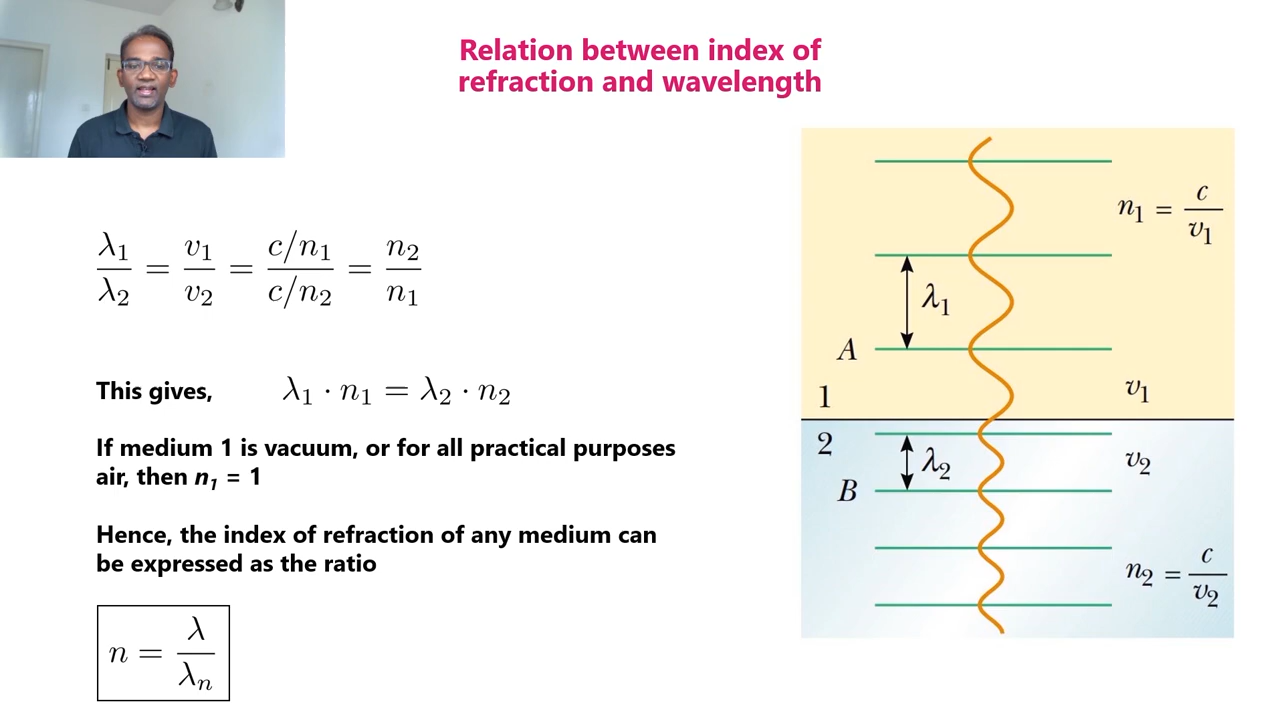 Relation between index of
refraction and wavelength
λ₁/λ₂ = v₁/v₂ = (c/n₁)/(c/n₂) = n₂/n₁
This gives, λ₁ · n₁ = λ₂ · n₂
If medium 1 is vacuum, or for all practical purposes
air, then n₁ = 1
Hence, the index of refraction of any medium can
be expressed as the ratio
n = λ/λₙ
n₁ = c/v₁
λ₁
A
1
v₁
2
λ₂
v₂
B
n₂ = c/v₂